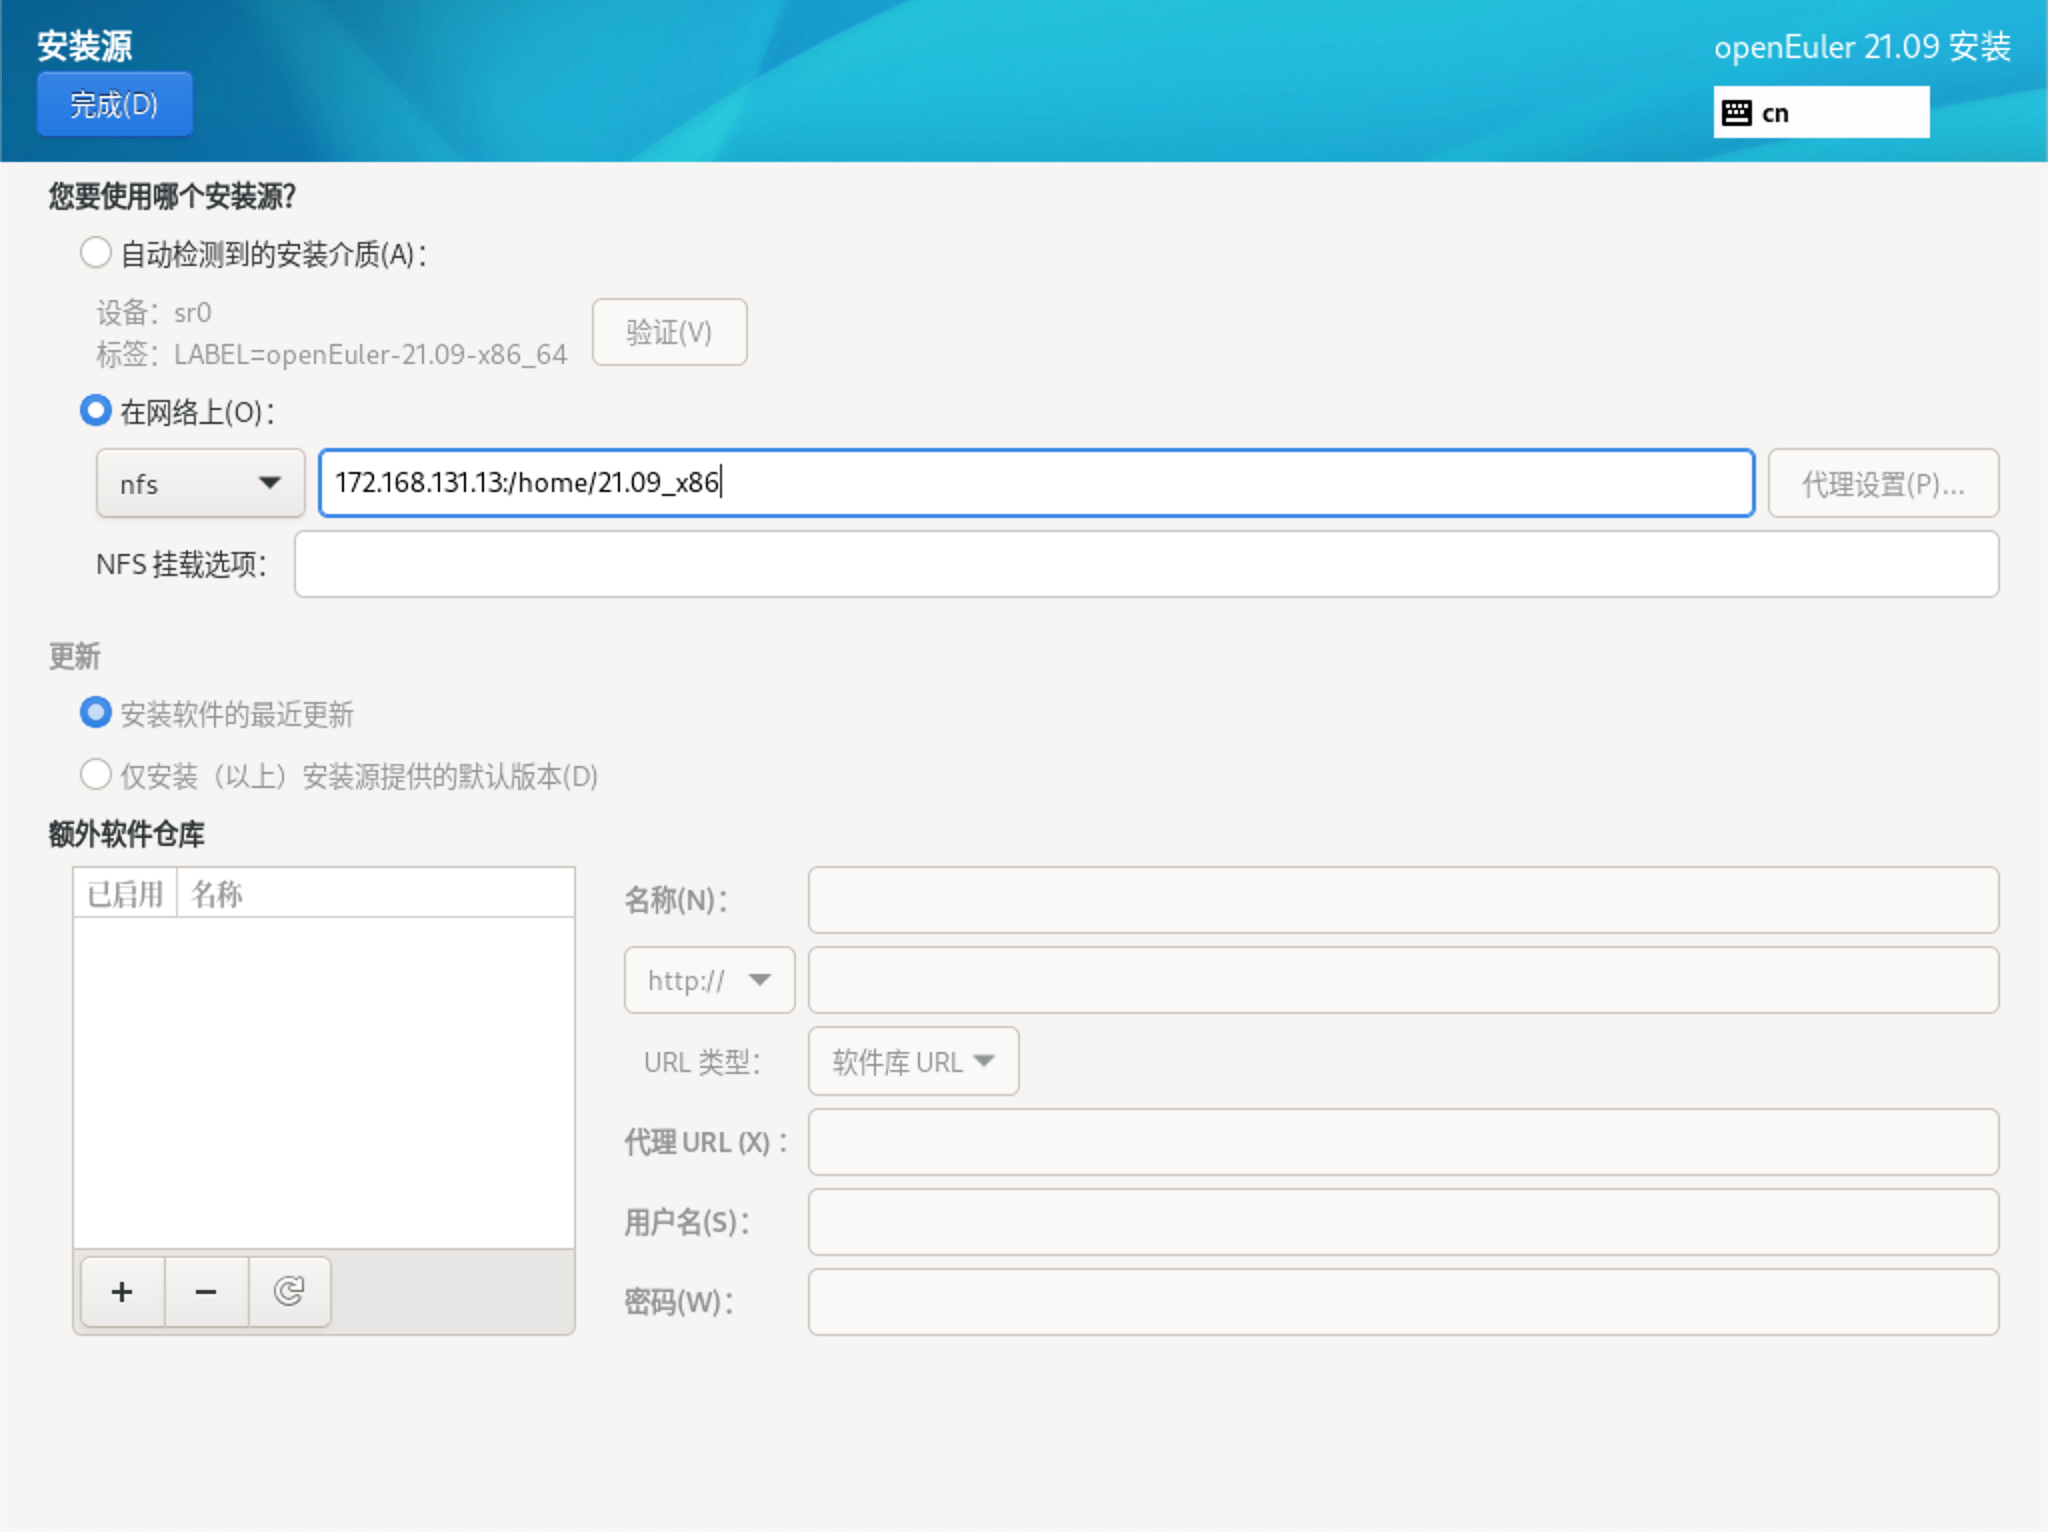 安装源
openEuler 21.09 安装
完成(D)
cn
您要使用哪个安装源?
自动检测到的安装介质(A)：
设备：sr0
标签：LABEL=openEuler-21.09-x86_64
验证(V)
在网络上(O)：
nfs
172.168.131.13:/home/21.09_x86
代理设置(P)...
NFS 挂载选项：
更新
安装软件的最近更新
仅安装（以上）安装源提供的默认版本(D)
额外软件仓库
已启用 名称
名称(N)：
http://
URL 类型：
软件库 URL
代理 URL (X)：
用户名(S)：
密码(W)：